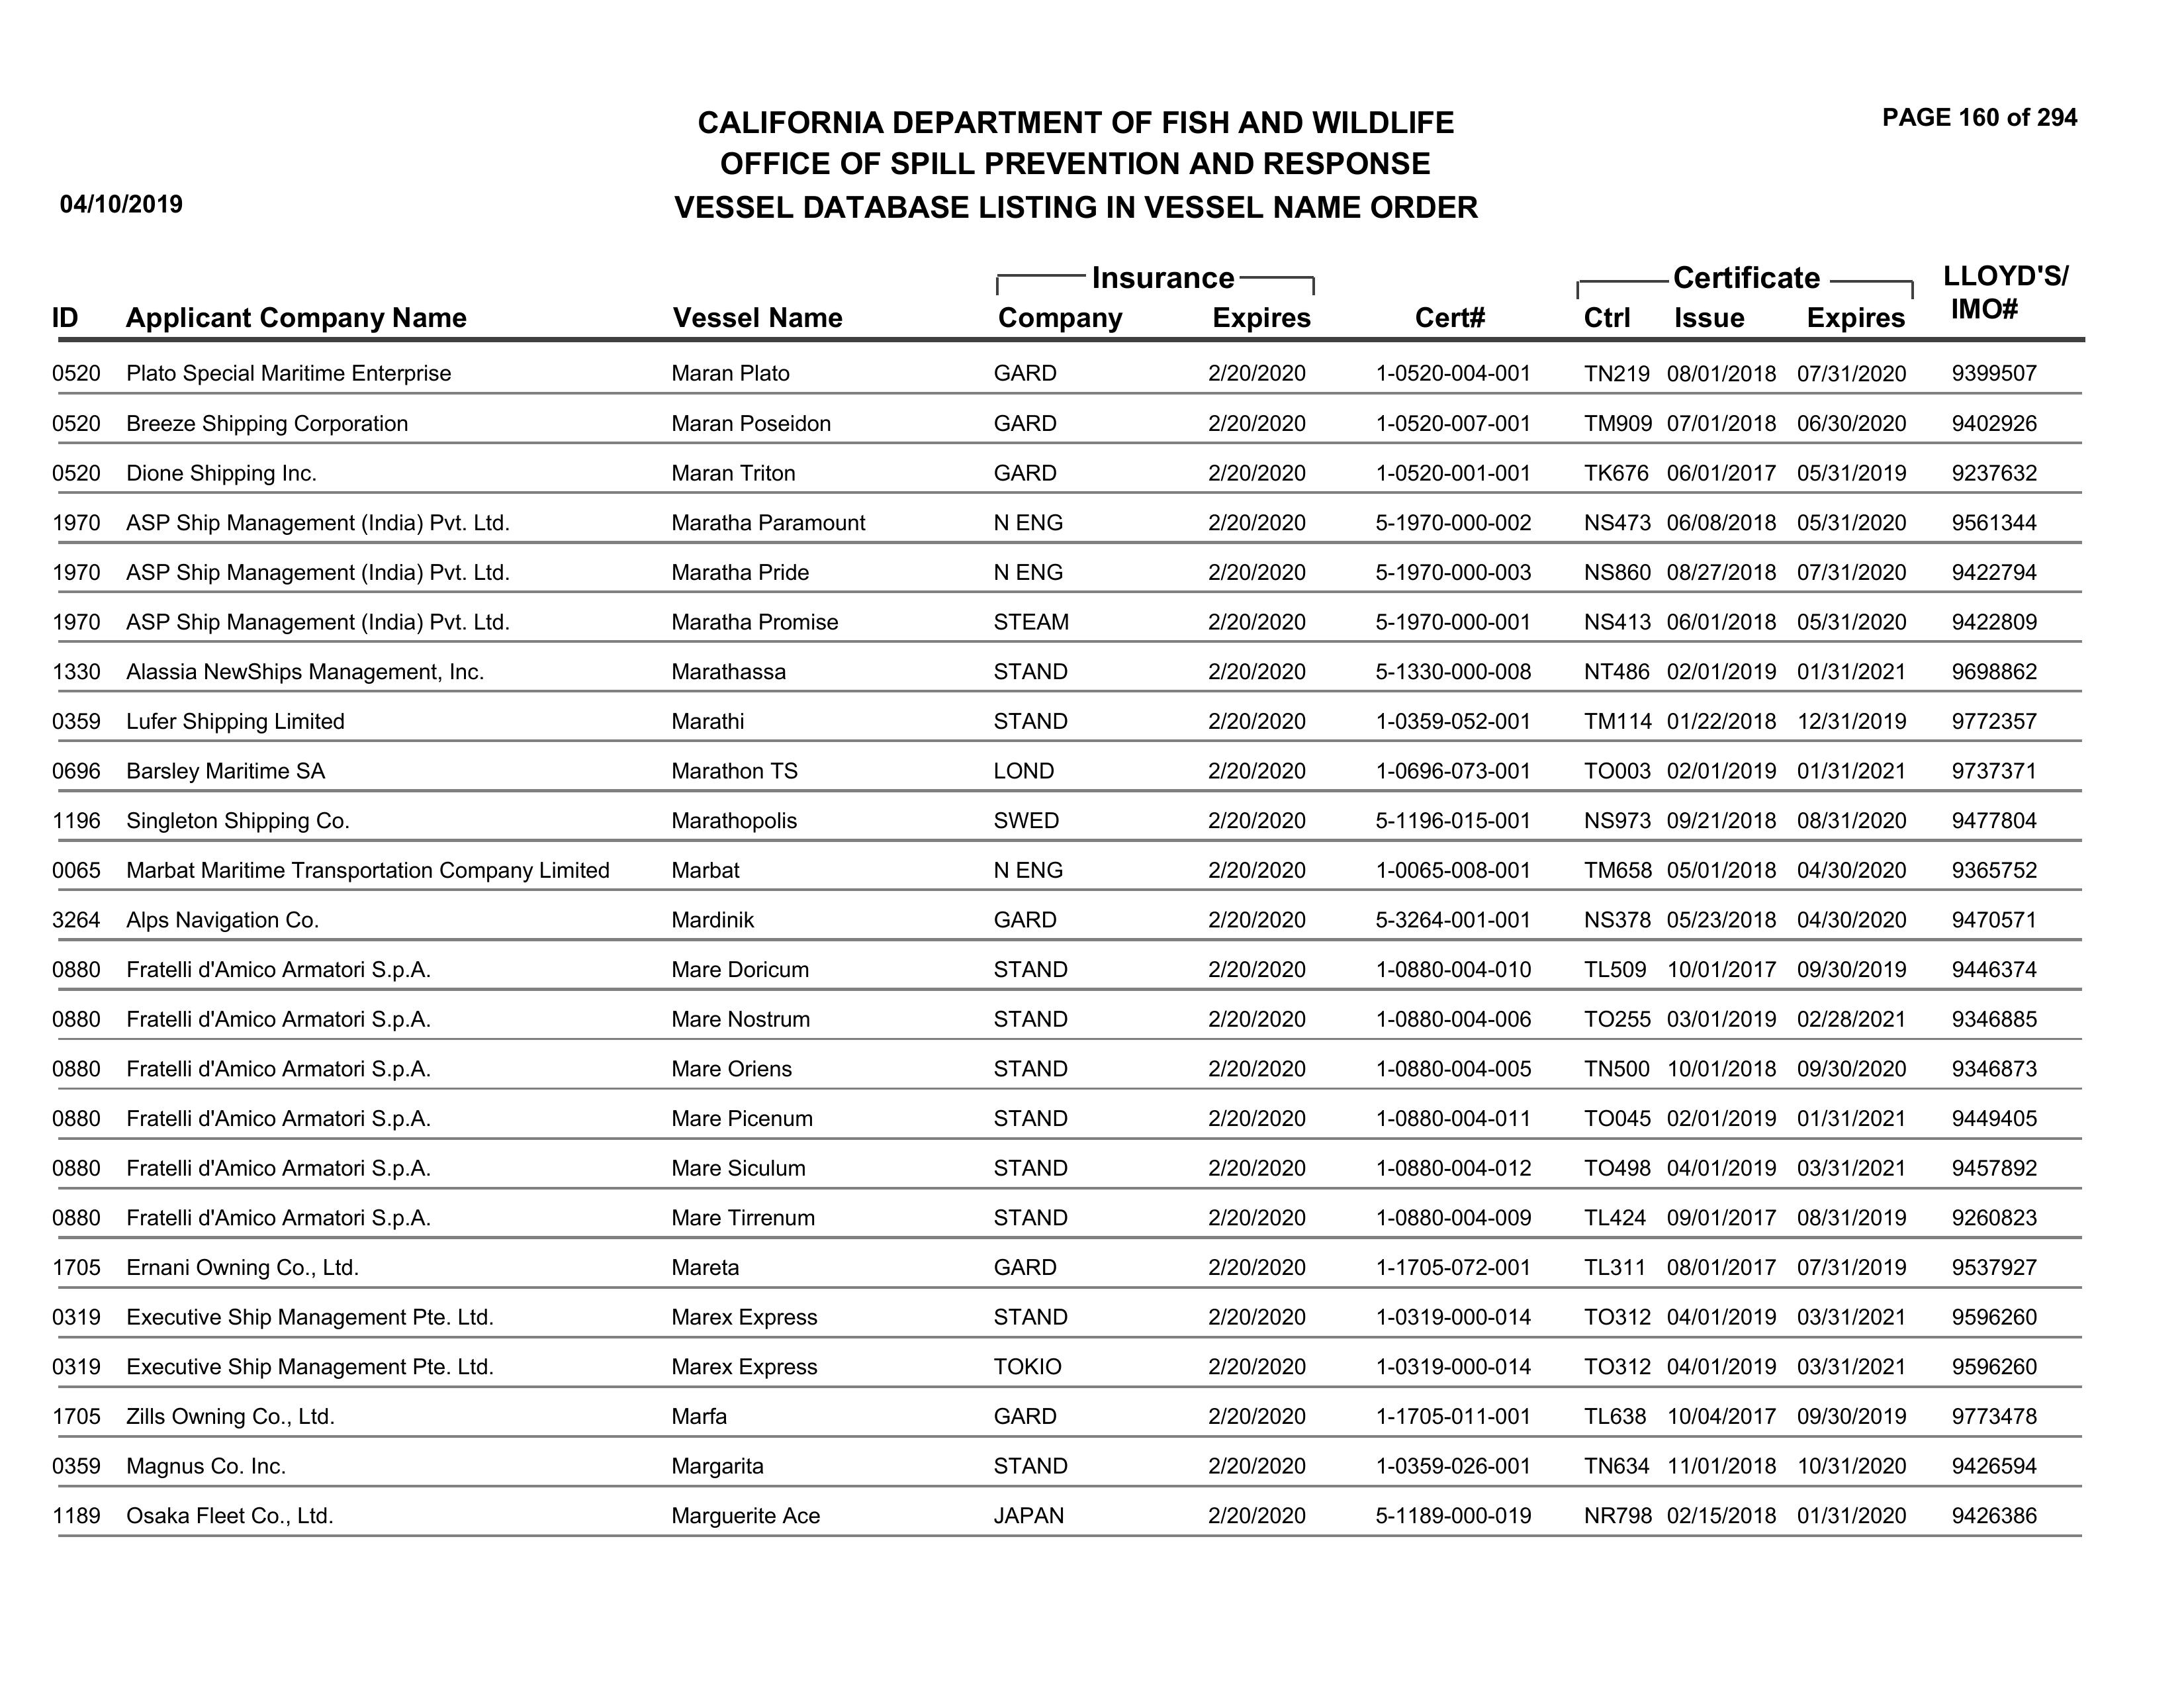 PAGE 160 of 294
CALIFORNIA DEPARTMENT OF FISH AND WILDLIFE
OFFICE OF SPILL PREVENTION AND RESPONSE
04/10/2019 VESSEL DATABASE LISTING IN VESSEL NAME ORDER
Insurance Certificate LLOYD'S/
ID Applicant Company Name Vessel Name Company Expires Cert# Ctrl Issue Expires IMO#
0520 Plato Special Maritime Enterprise Maran Plato GARD 2/20/2020 1-0520-004-001 TN219 08/01/2018 07/31/2020 9399507
0520 Breeze Shipping Corporation Maran Poseidon GARD 2/20/2020 1-0520-007-001 TM909 07/01/2018 06/30/2020 9402926
0520 Dione Shipping Inc. Maran Triton GARD 2/20/2020 1-0520-001-001 TK676 06/01/2017 05/31/2019 9237632
1970 ASP Ship Management (India) Pvt. Ltd. Maratha Paramount N ENG 2/20/2020 5-1970-000-002 NS473 06/08/2018 05/31/2020 9561344
1970 ASP Ship Management (India) Pvt. Ltd. Maratha Pride N ENG 2/20/2020 5-1970-000-003 NS860 08/27/2018 07/31/2020 9422794
1970 ASP Ship Management (India) Pvt. Ltd. Maratha Promise STEAM 2/20/2020 5-1970-000-001 NS413 06/01/2018 05/31/2020 9422809
1330 Alassia NewShips Management, Inc. Marathassa STAND 2/20/2020 5-1330-000-008 NT486 02/01/2019 01/31/2021 9698862
0359 Lufer Shipping Limited Marathi STAND 2/20/2020 1-0359-052-001 TM114 01/22/2018 12/31/2019 9772357
0696 Barsley Maritime SA Marathon TS LOND 2/20/2020 1-0696-073-001 TO003 02/01/2019 01/31/2021 9737371
1196 Singleton Shipping Co. Marathopolis SWED 2/20/2020 5-1196-015-001 NS973 09/21/2018 08/31/2020 9477804
0065 Marbat Maritime Transportation Company Limited Marbat N ENG 2/20/2020 1-0065-008-001 TM658 05/01/2018 04/30/2020 9365752
3264 Alps Navigation Co. Mardinik GARD 2/20/2020 5-3264-001-001 NS378 05/23/2018 04/30/2020 9470571
0880 Fratelli d'Amico Armatori S.p.A. Mare Doricum STAND 2/20/2020 1-0880-004-010 TL509 10/01/2017 09/30/2019 9446374
0880 Fratelli d'Amico Armatori S.p.A. Mare Nostrum STAND 2/20/2020 1-0880-004-006 TO255 03/01/2019 02/28/2021 9346885
0880 Fratelli d'Amico Armatori S.p.A. Mare Oriens STAND 2/20/2020 1-0880-004-005 TN500 10/01/2018 09/30/2020 9346873
0880 Fratelli d'Amico Armatori S.p.A. Mare Picenum STAND 2/20/2020 1-0880-004-011 TO045 02/01/2019 01/31/2021 9449405
0880 Fratelli d'Amico Armatori S.p.A. Mare Siculum STAND 2/20/2020 1-0880-004-012 TO498 04/01/2019 03/31/2021 9457892
0880 Fratelli d'Amico Armatori S.p.A. Mare Tirrenum STAND 2/20/2020 1-0880-004-009 TL424 09/01/2017 08/31/2019 9260823
1705 Ernani Owning Co., Ltd. Mareta GARD 2/20/2020 1-1705-072-001 TL311 08/01/2017 07/31/2019 9537927
0319 Executive Ship Management Pte. Ltd. Marex Express STAND 2/20/2020 1-0319-000-014 TO312 04/01/2019 03/31/2021 9596260
0319 Executive Ship Management Pte. Ltd. Marex Express TOKIO 2/20/2020 1-0319-000-014 TO312 04/01/2019 03/31/2021 9596260
1705 Zills Owning Co., Ltd. Marfa GARD 2/20/2020 1-1705-011-001 TL638 10/04/2017 09/30/2019 9773478
0359 Magnus Co. Inc. Margarita STAND 2/20/2020 1-0359-026-001 TN634 11/01/2018 10/31/2020 9426594
1189 Osaka Fleet Co., Ltd. Marguerite Ace JAPAN 2/20/2020 5-1189-000-019 NR798 02/15/2018 01/31/2020 9426386